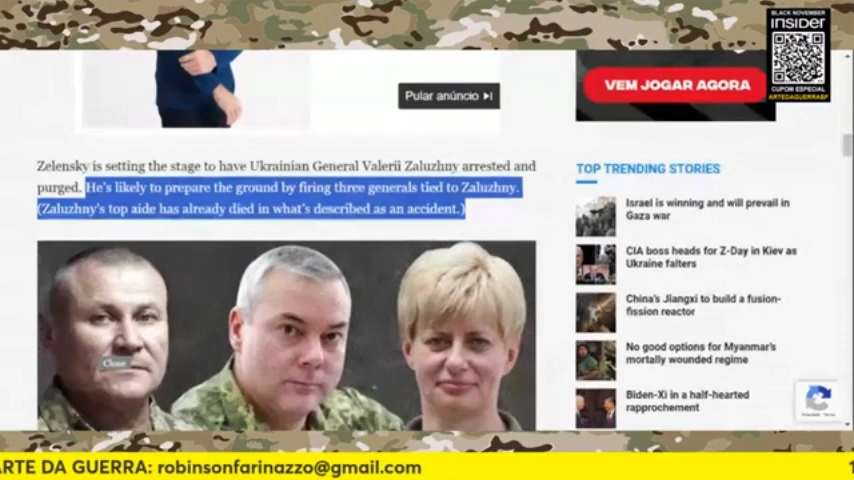 BLACK NOVEMBER
insider
CUPOM ESPECIAL
ARTEDAGUERRABF
Pular anúncio
VEM JOGAR AGORA
Zelensky is setting the stage to have Ukrainian General Valerii Zaluzhny arrested and
purged. He's likely to prepare the ground by firing three generals tied to Zaluzhny.
(Zaluzhny's top aide has already died in what's described as an accident.)
Close
TOP TRENDING STORIES
Israel is winning and will prevail in
Gaza war
CIA boss heads for Z-Day in Kiev as
Ukraine falters
China's Jiangxi to build a fusion-
fission reactor
No good options for Myanmar's
mortally wounded regime
Biden-Xi in a half-hearted
rapprochement
ARTE DA GUERRA: robinsonfarinazzo@gmail.com